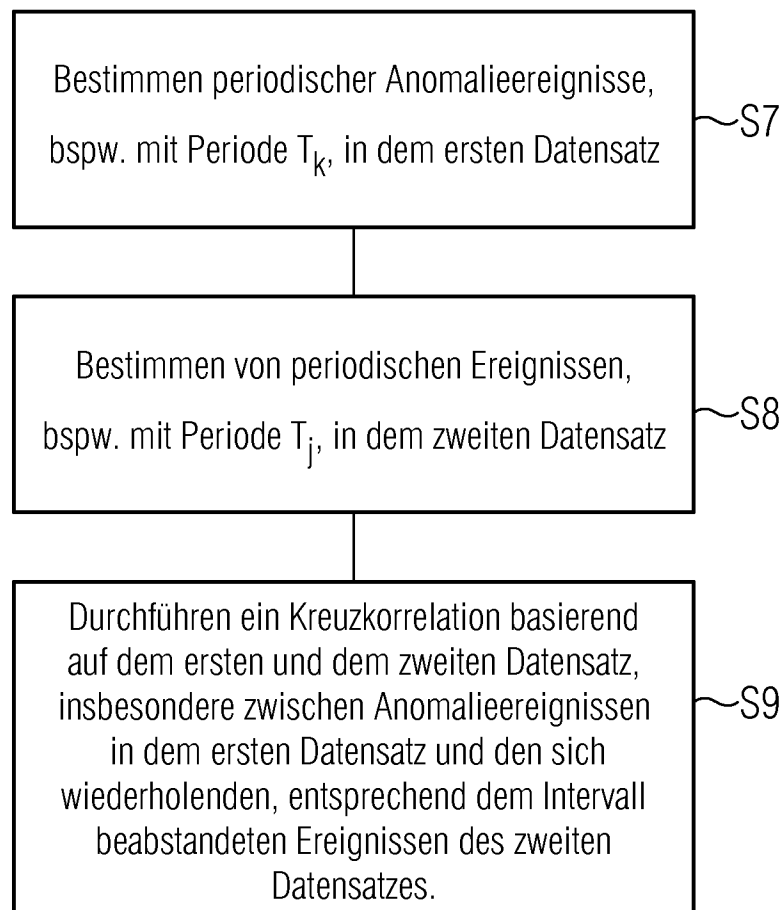 Bestimmen periodischer Anomalieereignisse,
bspw. mit Periode Tk, in dem ersten Datensatz
S7
Bestimmen von periodischen Ereignissen,
bspw. mit Periode Tj, in dem zweiten Datensatz
S8
Durchführen ein Kreuzkorrelation basierend
auf dem ersten und dem zweiten Datensatz,
insbesondere zwischen Anomalieereignissen
in dem ersten Datensatz und den sich
wiederholenden, entsprechend dem Intervall
beabstandeten Ereignissen des zweiten
Datensatzes.
S9